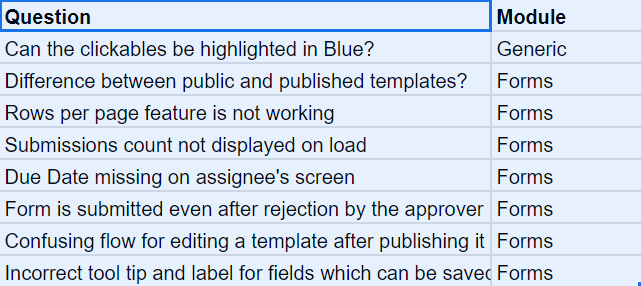 Question Module
Can the clickables be highlighted in Blue? Generic
Difference between public and published templates? Forms
Rows per page feature is not working Forms
Submissions count not displayed on load Forms
Due Date missing on assignee's screen Forms
Form is submitted even after rejection by the approver Forms
Confusing flow for editing a template after publishing it Forms
Incorrect tool tip and label for fields which can be Forms